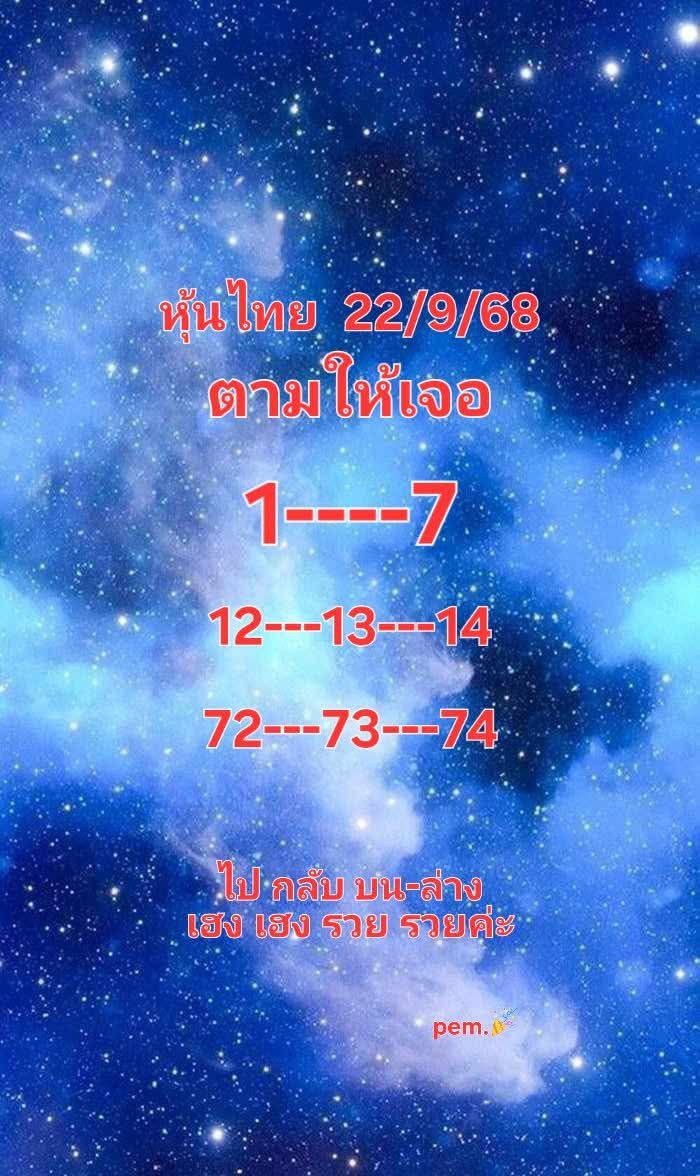 หุ้นไทย 22/9/68
ตามให้เจอ
1----7
12---13---14
72---73---74
ไป กลับ บน-ล่าง
เฮง เฮง รวย รวยค่ะ
pem.🎉